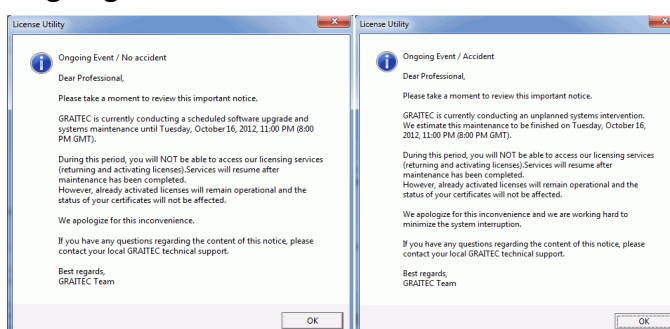 License Utility
Ongoing Event / No accident
Dear Professional,
Please take a moment to review this important notice.
GRAITEC is currently conducting a scheduled software upgrade and
systems maintenance until Tuesday, October 16, 2012, 11:00 PM (8:00
PM GMT).
During this period, you will NOT be able to access our licensing services
(returning and activating licenses).Services will resume after
maintenance has been completed.
However, already activated licenses will remain operational and the
status of your certificates will not be affected.
We apologize for this inconvenience.
If you have any questions regarding the content of this notice, please
contact your local GRAITEC technical support.
Best regards,
GRAITEC Team
OK
License Utility
Ongoing Event / Accident
Dear Professional,
Please take a moment to review this important notice.
GRAITEC is currently conducting an unplanned systems intervention.
We estimate this maintenance to be finished on Tuesday, October 16,
2012, 11:00 PM (8:00 PM GMT).
During this period, you will NOT be able to access our licensing services
(returning and activating licenses).Services will resume after
maintenance has been completed.
However, already activated licenses will remain operational and the
status of your certificates will not be affected.
We apologize for this inconvenience and we are working hard to
minimize the system interruption.
If you have any questions regarding the content of this notice, please
contact your local GRAITEC technical support.
Best regards,
GRAITEC Team
OK